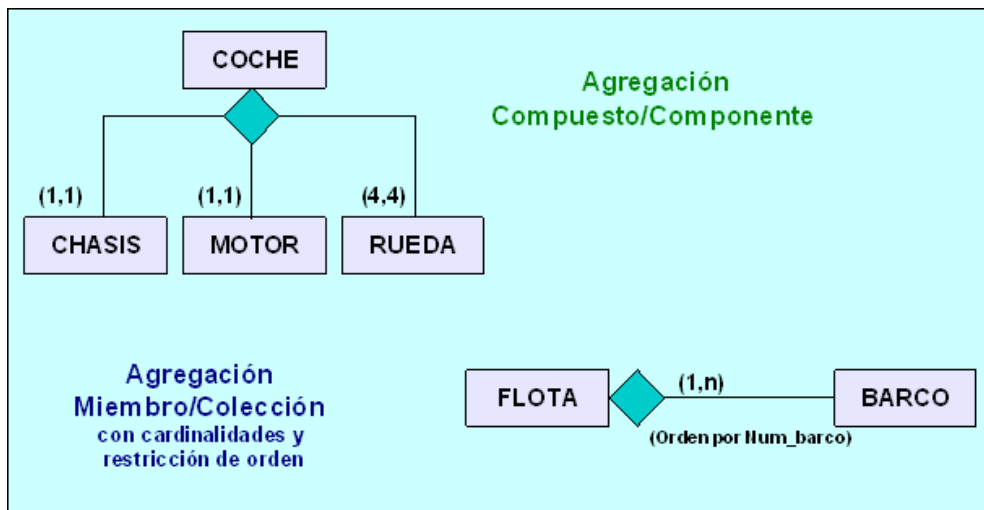 COCHE
Agregación
Compuesto/Componente
(1,1)
(1,1)
(4,4)
CHASIS
MOTOR
RUEDA
Agregación
Miembro/Colección
con cardinalidades y
restricción de orden
FLOTA
(1,n)
BARCO
(Orden por Num_barco)